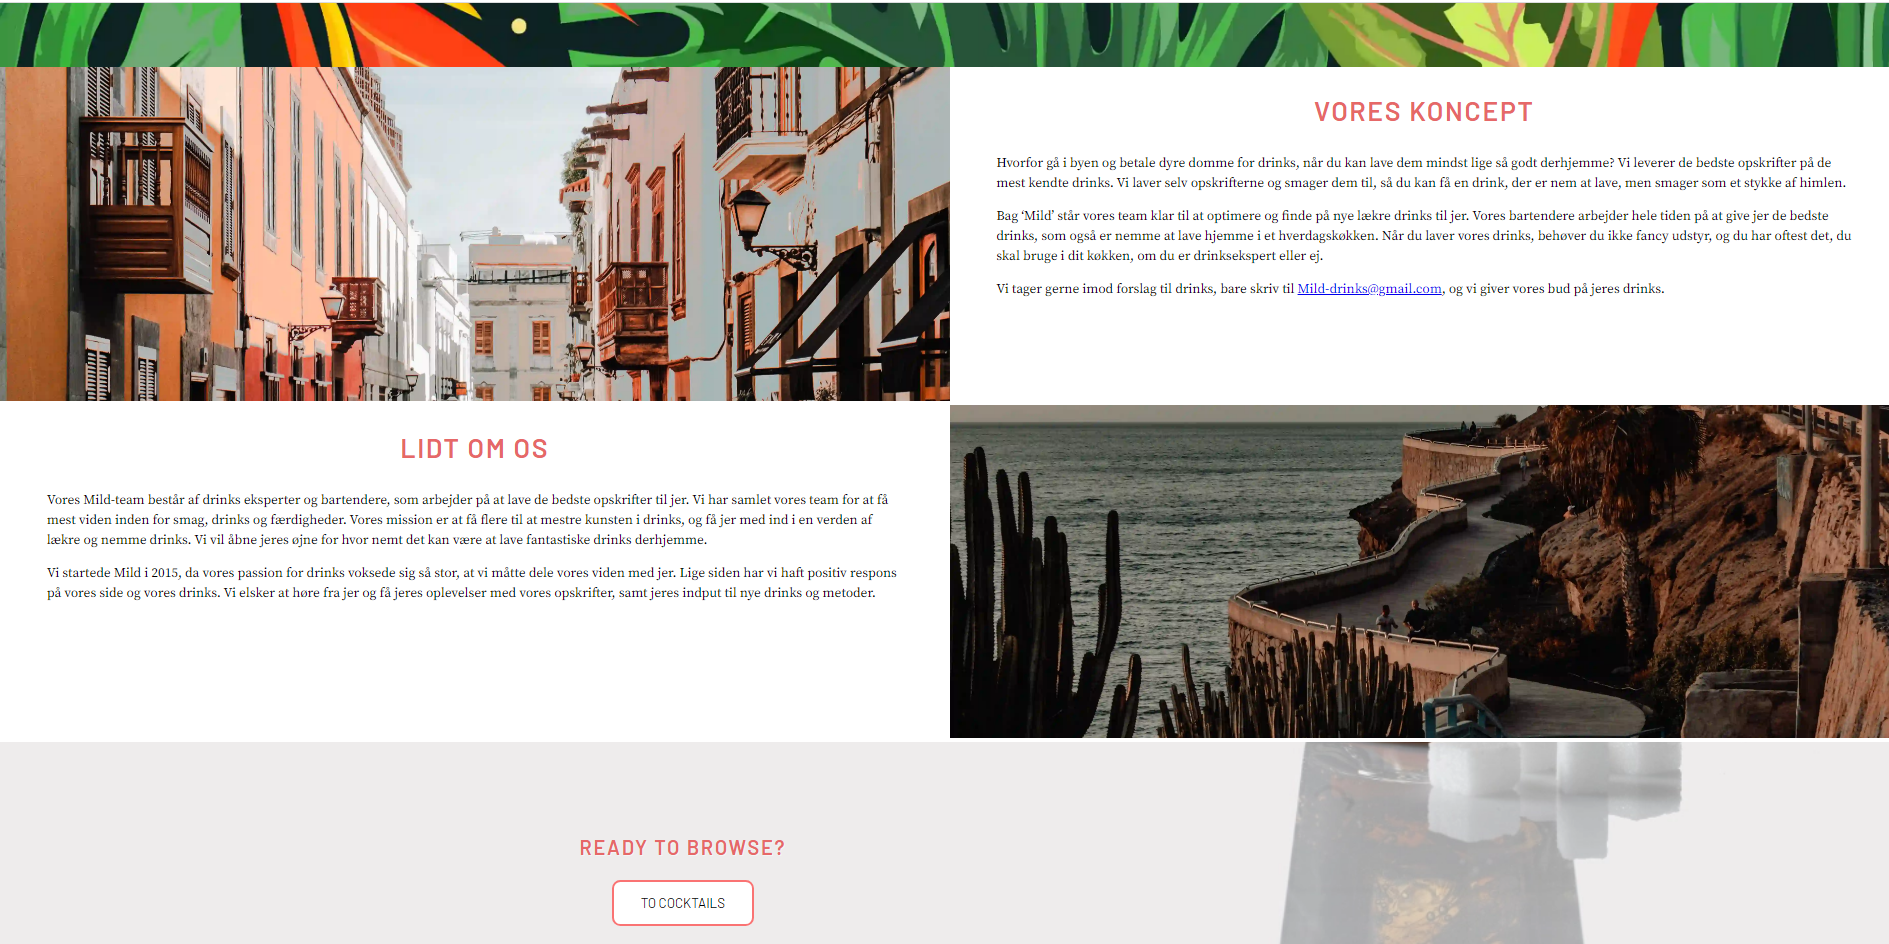 VORES KONCEPT
Hvorfor gå i byen og betale dyre domme for drinks, når du kan lave dem mindst lige så godt derhjemme? Vi leverer de bedste opskrifter på de
mest kendte drinks. Vi laver selv opskrifterne og smager dem til, så du kan få en drink, der er nem at lave, men smager som et stykke af himlen.
Bag ‘Mild’ står vores team klar til at optimere og finde på nye lækre drinks til jer. Vores bartendere arbejder hele tiden på at give jer de bedste
drinks, som også er nemme at lave hjemme i et hverdagskøkken. Når du laver vores drinks, behøver du ikke fancy udstyr, og du har oftest det, du
skal bruge i dit køkken, om du er drinksekspert eller ej.
Vi tager gerne imod forslag til drinks, bare skriv til Mild-drinks@gmail.com, og vi giver vores bud på jeres drinks.
LIDT OM OS
Vores Mild-team består af drinks eksperter og bartendere, som arbejder på at lave de bedste opskrifter til jer. Vi har samlet vores team for at få
mest viden inden for smag, drinks og færdigheder. Vores mission er at få flere til at mestre kunsten i drinks, og få jer med ind i en verden af
lækre og nemme drinks. Vi vil åbne jeres øjne for hvor nemt det kan være at lave fantastiske drinks derhjemme.
Vi startede Mild i 2015, da vores passion for drinks voksede sig så stor, at vi måtte dele vores viden med jer. Lige siden har vi haft positiv respons
på vores side og vores drinks. Vi elsker at høre fra jer og få jeres oplevelser med vores opskrifter, samt jeres indput til nye drinks og metoder.
READY TO BROWSE?
TO COCKTAILS